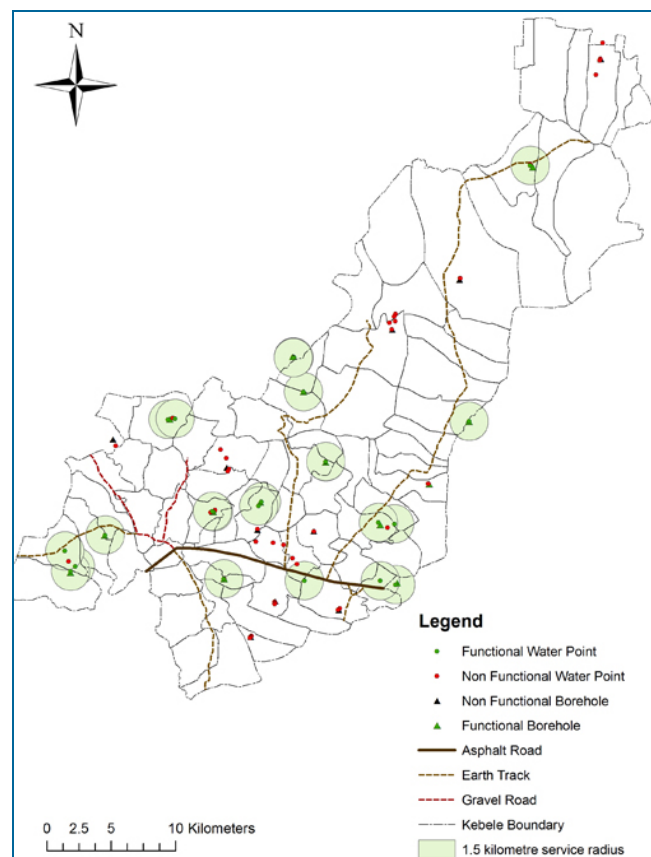 N
Legend
Functional Water Point
Non Functional Water Point
Non Functional Borehole
Functional Borehole
Asphalt Road
Earth Track
Gravel Road
Kebele Boundary
1.5 kilometre service radius
0 2.5 5 10 Kilometers